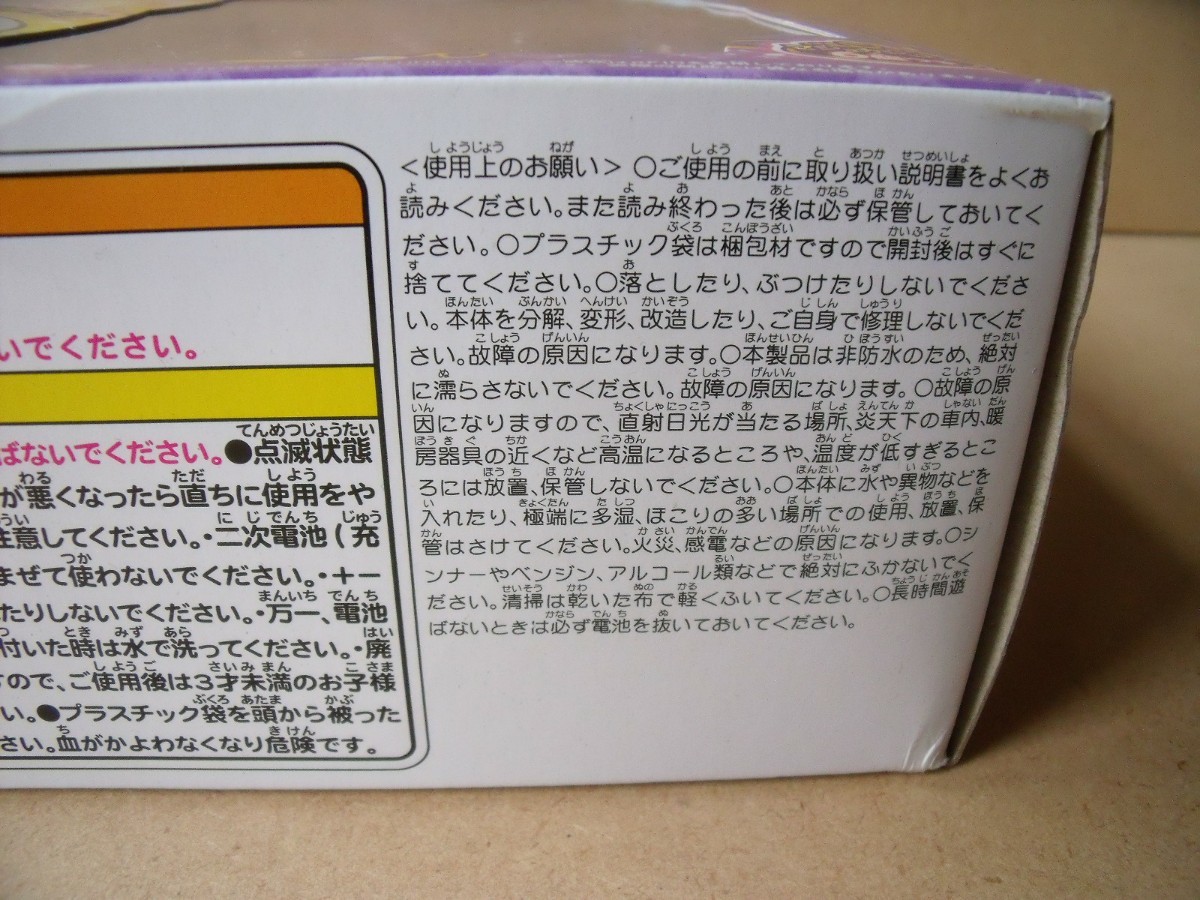 いでください。
ばないでください。●点滅状態
が悪くなったら直ちに使用をや
注意してください。・二次電池(充
まぜて使わないでください。・+ー
たりしないでください。・万一、電池
付いた時は水で洗ってください。・廃
すので、ご使用後は3才未満のお子様
い。●プラスチック袋を頭から被った
さい。血がかよわなくなり危険です。
<使用上のお願い> ○ご使用の前に取り扱い説明書をよくお
読みください。また読み終わった後は必ず保管しておいてく
ださい。○プラスチック袋は梱包材ですので開封後はすぐに
捨ててください。○落としたり、ぶつけたりしないでくださ
い。本体を分解、変形、改造したり、ご自身で修理しないでくだ
さい。故障の原因になります。○本製品は非防水のため、絶対
に濡らさないでください。故障の原因になります。○故障の原
因になりますので、直射日光が当たる場所、炎天下の車内、暖
房器具の近くなど高温になるところや、温度が低すぎるとこ
ろには放置、保管しないでください。○本体に水や異物などを
入れたり、極端に多湿、ほこりの多い場所での使用、放置、保
管はさけてください。火災、感電などの原因になります。○シ
ンナーやベンジン、アルコール類などで絶対にふかないでく
ださい。清掃は乾いた布で軽くふいてください。○長時間遊
ばないときは必ず電池を抜いておいてください。